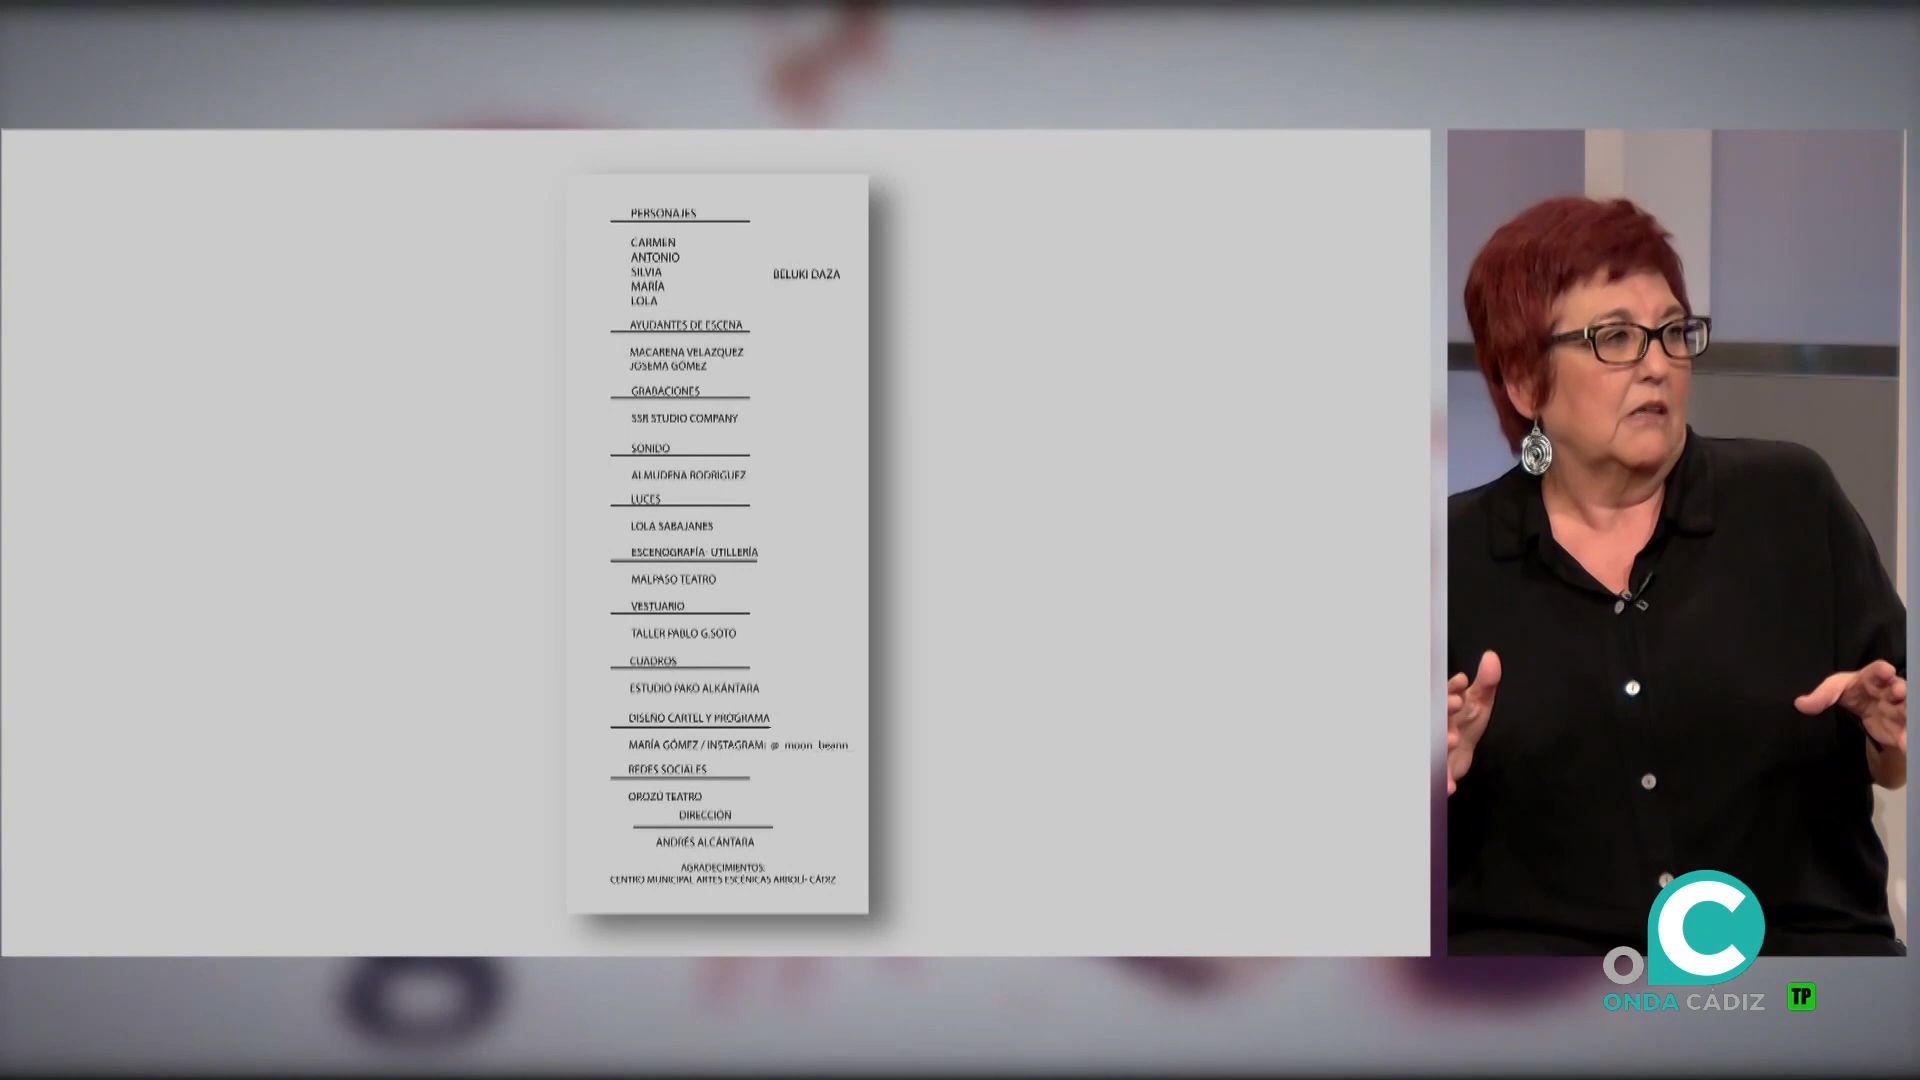 PERSONAJES
CARMEN
ANTONIO
SILVIA
MARÍA
LOLA
BELUKI DAZA
AYUDANTES DE ESCENA
MACARENA VELAZQUEZ
JOSEMA GÓMEZ
GRABACIONES
SSR STUDIO COMPANY
SONIDO
ALMUDENA RODRIGUEZ
LUCES
LOLA SABAJANES
ESCENOGRAFÍA- UTILLERÍA
MALPASO TEATRO
VESTUARIO
TALLER PABLO G.SOTO
CUADROS
ESTUDIO PAKO ALKÁNTARA
DISEÑO CARTEL Y PROGRAMA
MARÍA GÓMEZ / INSTAGRAM: @_moon_beann_
REDES SOCIALES
OROZÚ TEATRO
DIRECCIÓN
ANDRÉS ALCÁNTARA
AGRADECIMIENTOS:
CENTRO MUNICIPAL ARTES ESCÉNICAS ARBOLÍ- CÁDIZ
OC
ONDA CÁDIZ
TP